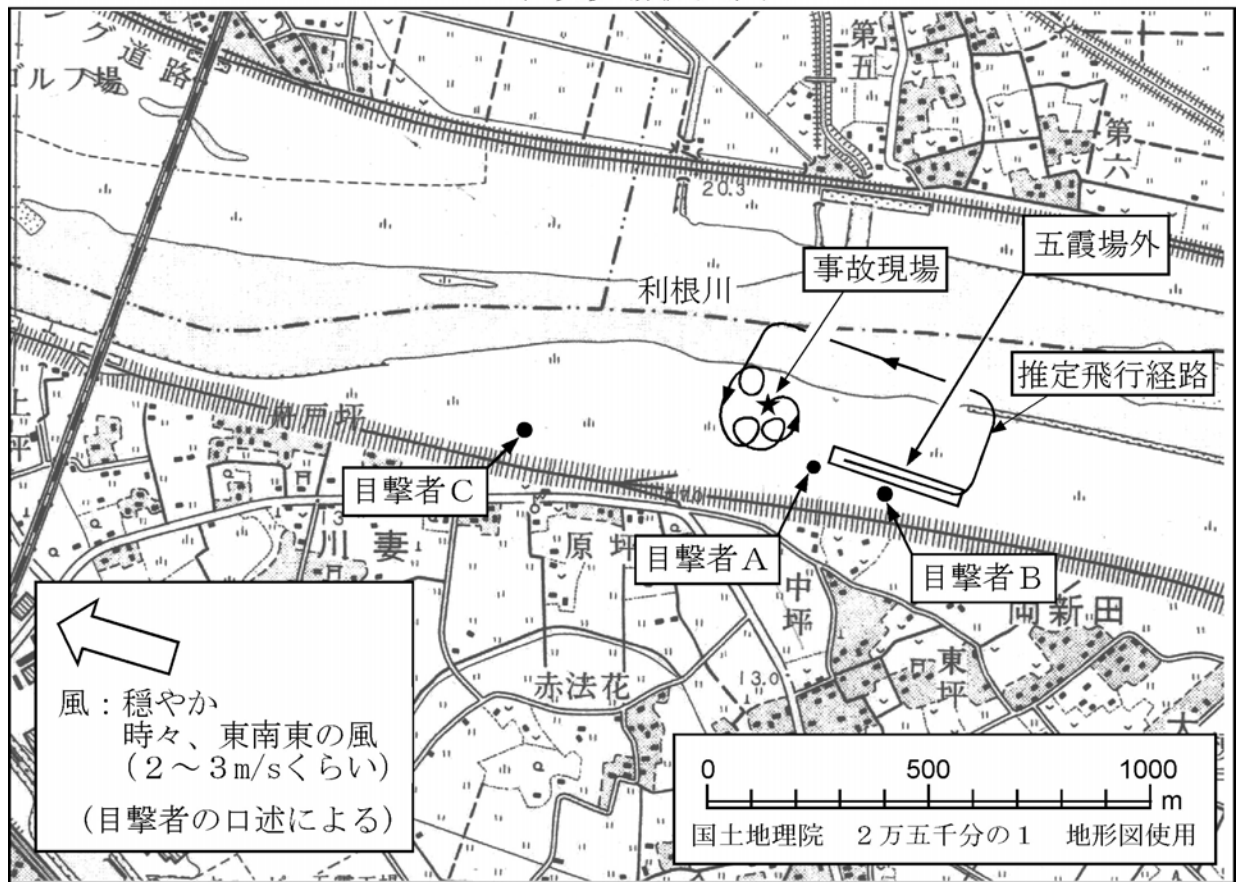 グ道路
ゴルフ場
第五
第六
20.3
五霞場外
事故現場
利根川
推定飛行経路
目撃者C
目撃者A
目撃者B
川妻
原坪
中坪
東坪
新田
赤法花
13.0
風：穏やか
時々、東南東の風
（２～３m/sくらい）
（目撃者の口述による）
0 500 1000
m
国土地理院 ２万五千分の１ 地形図使用